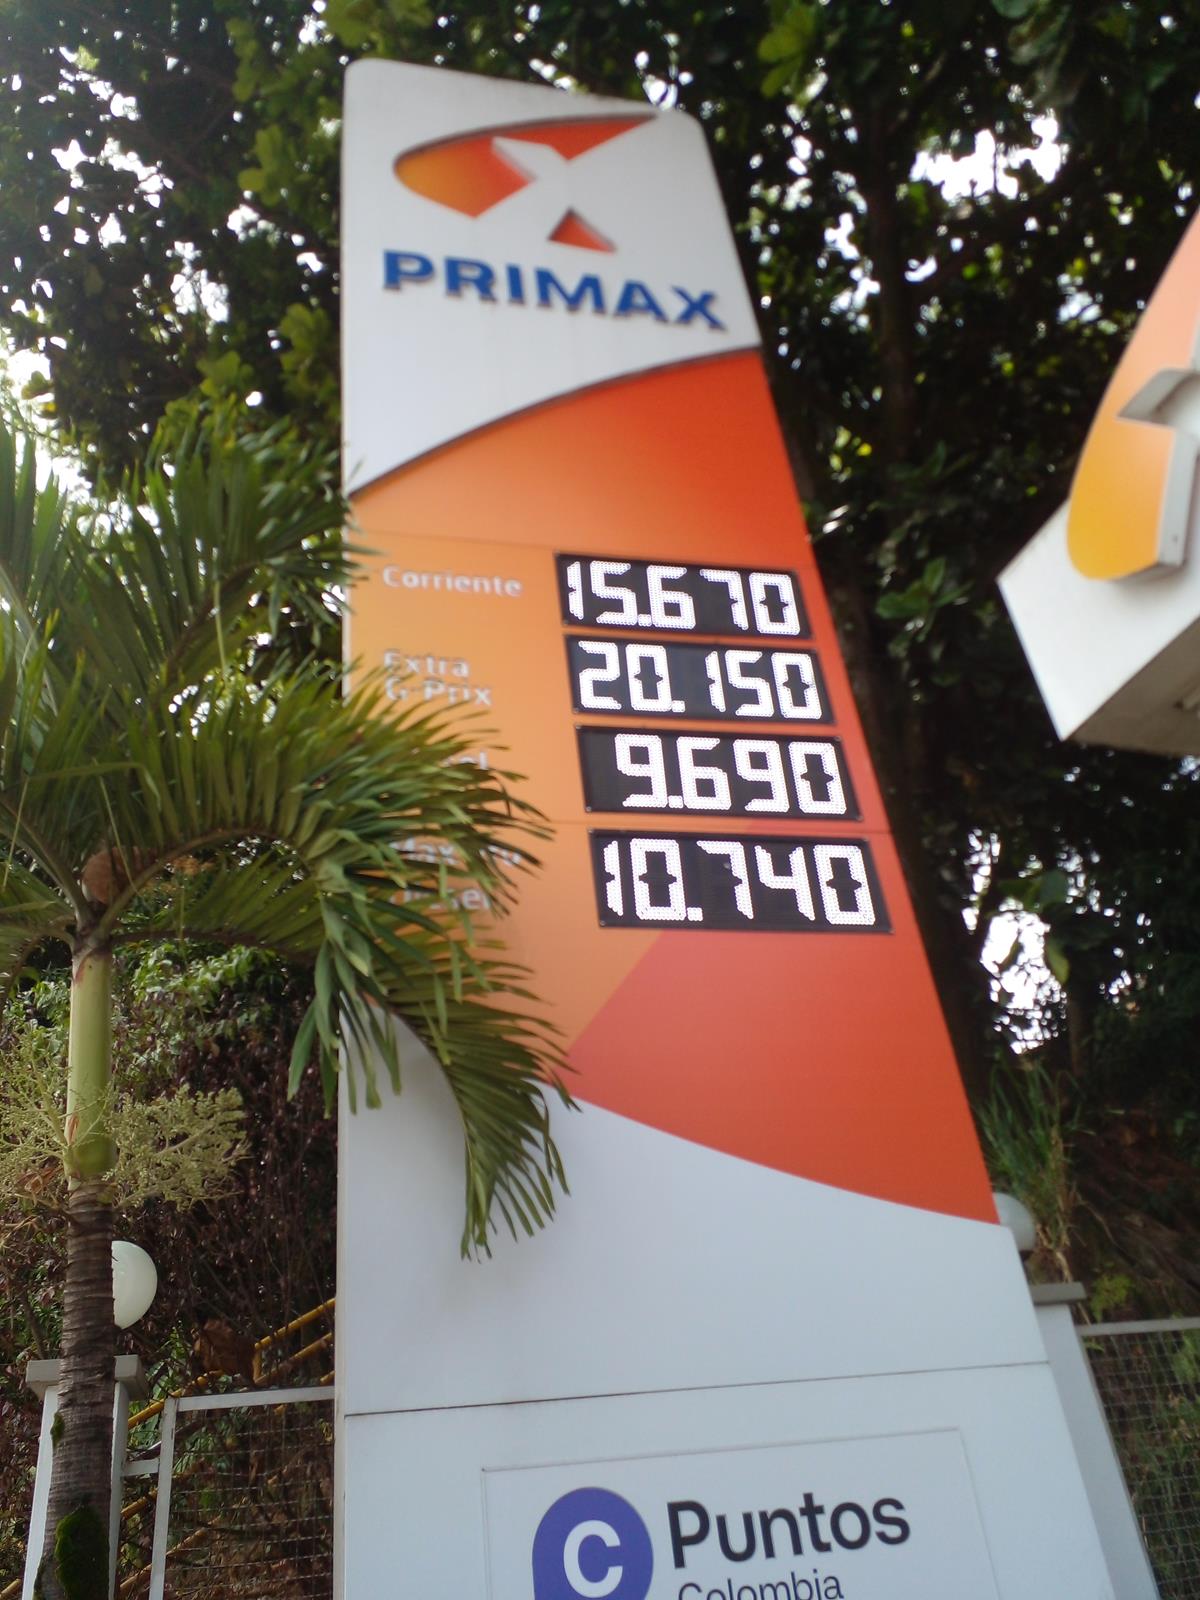 PRIMAX
Corriente 15.670
Extra
G-Prix 20.150
9.690
10.740
C Puntos
Colombia